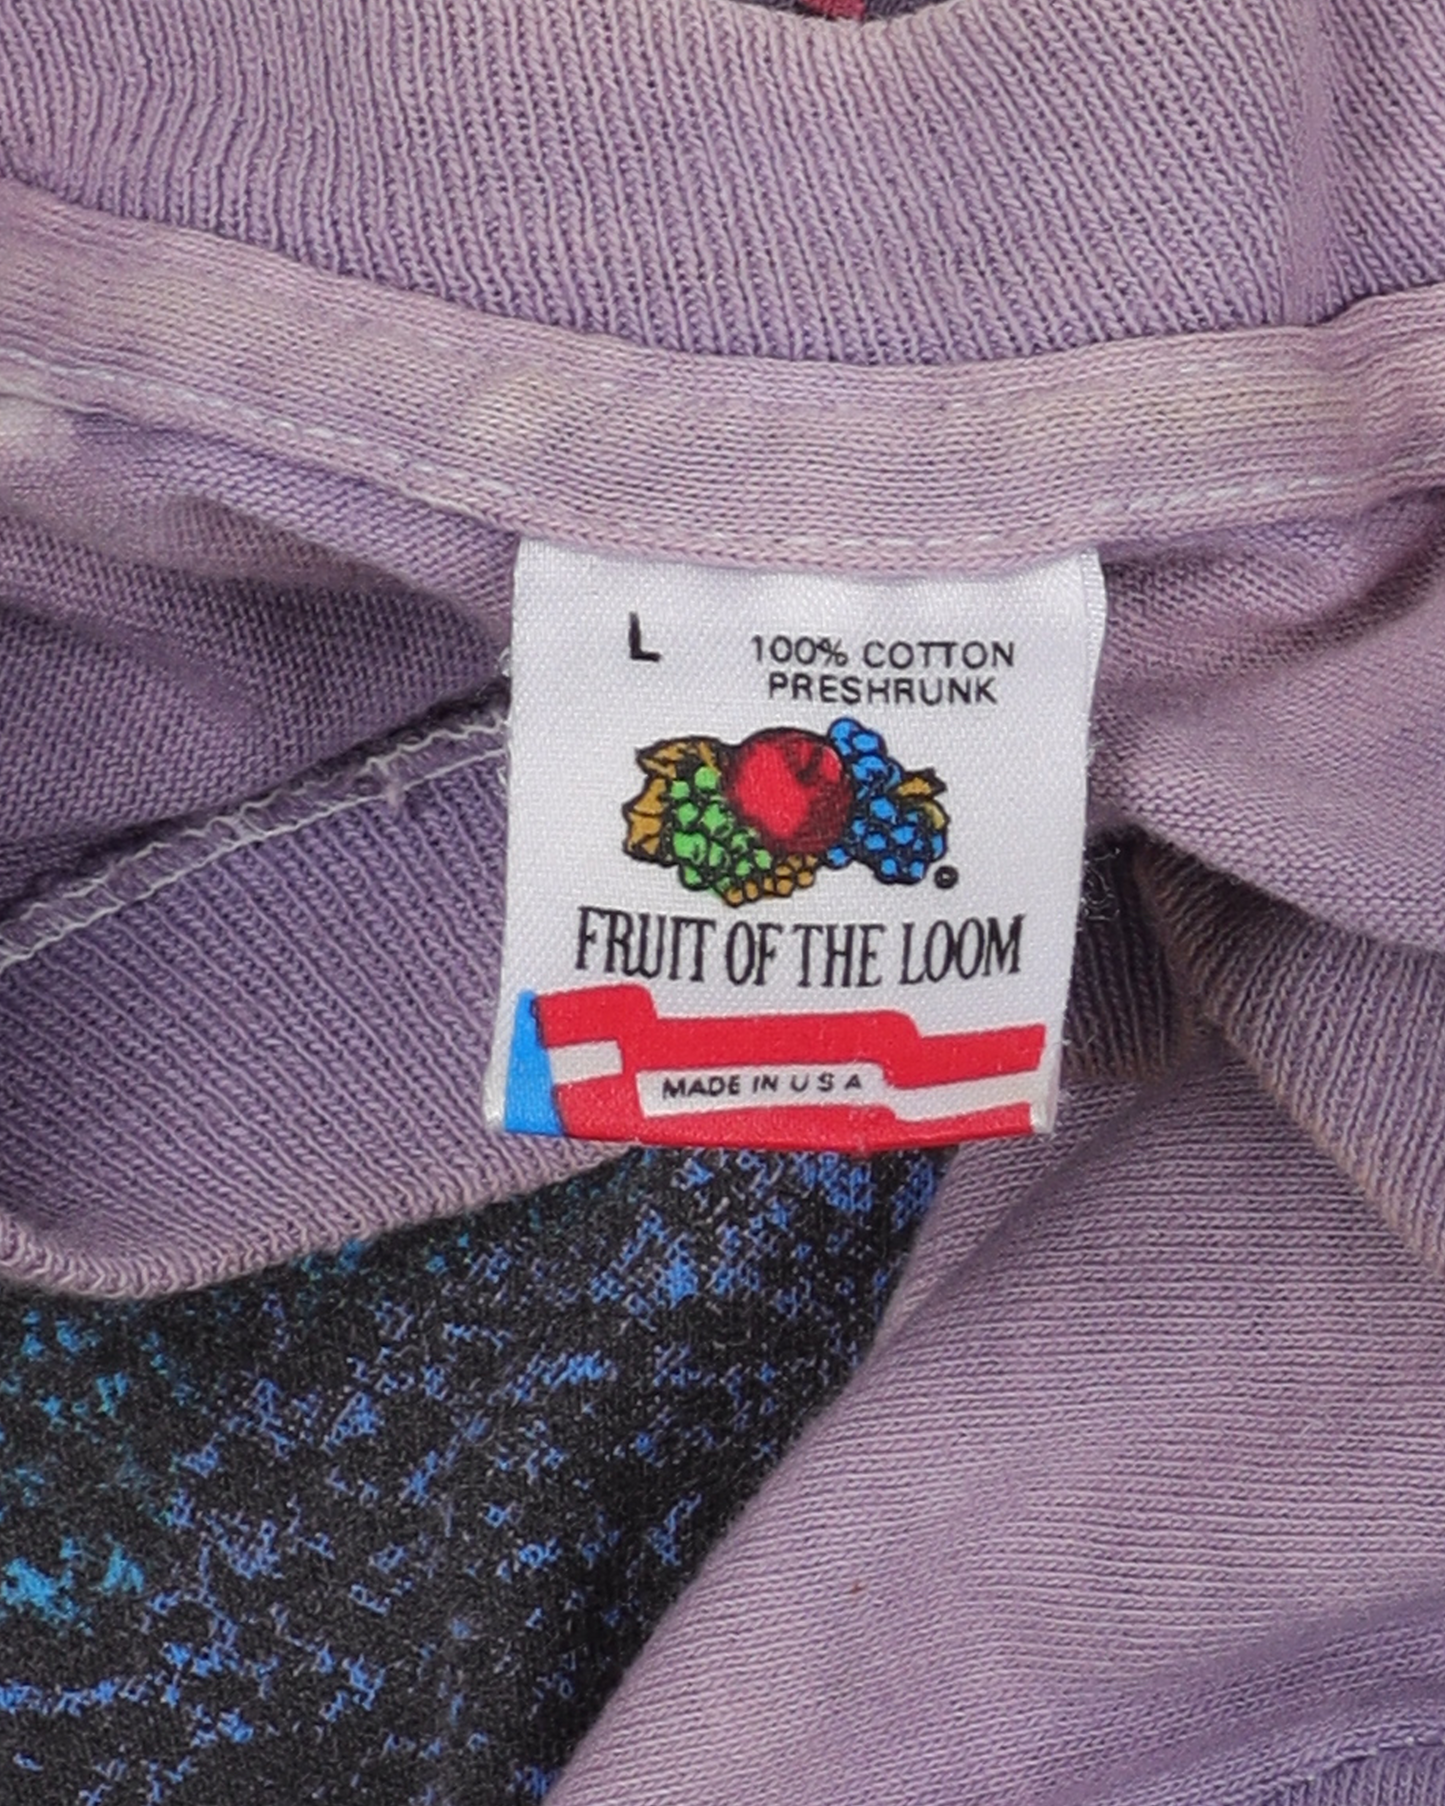 L
100% COTTON
PRESHRUNK
FRUIT OF THE LOOM
MADE IN U S A